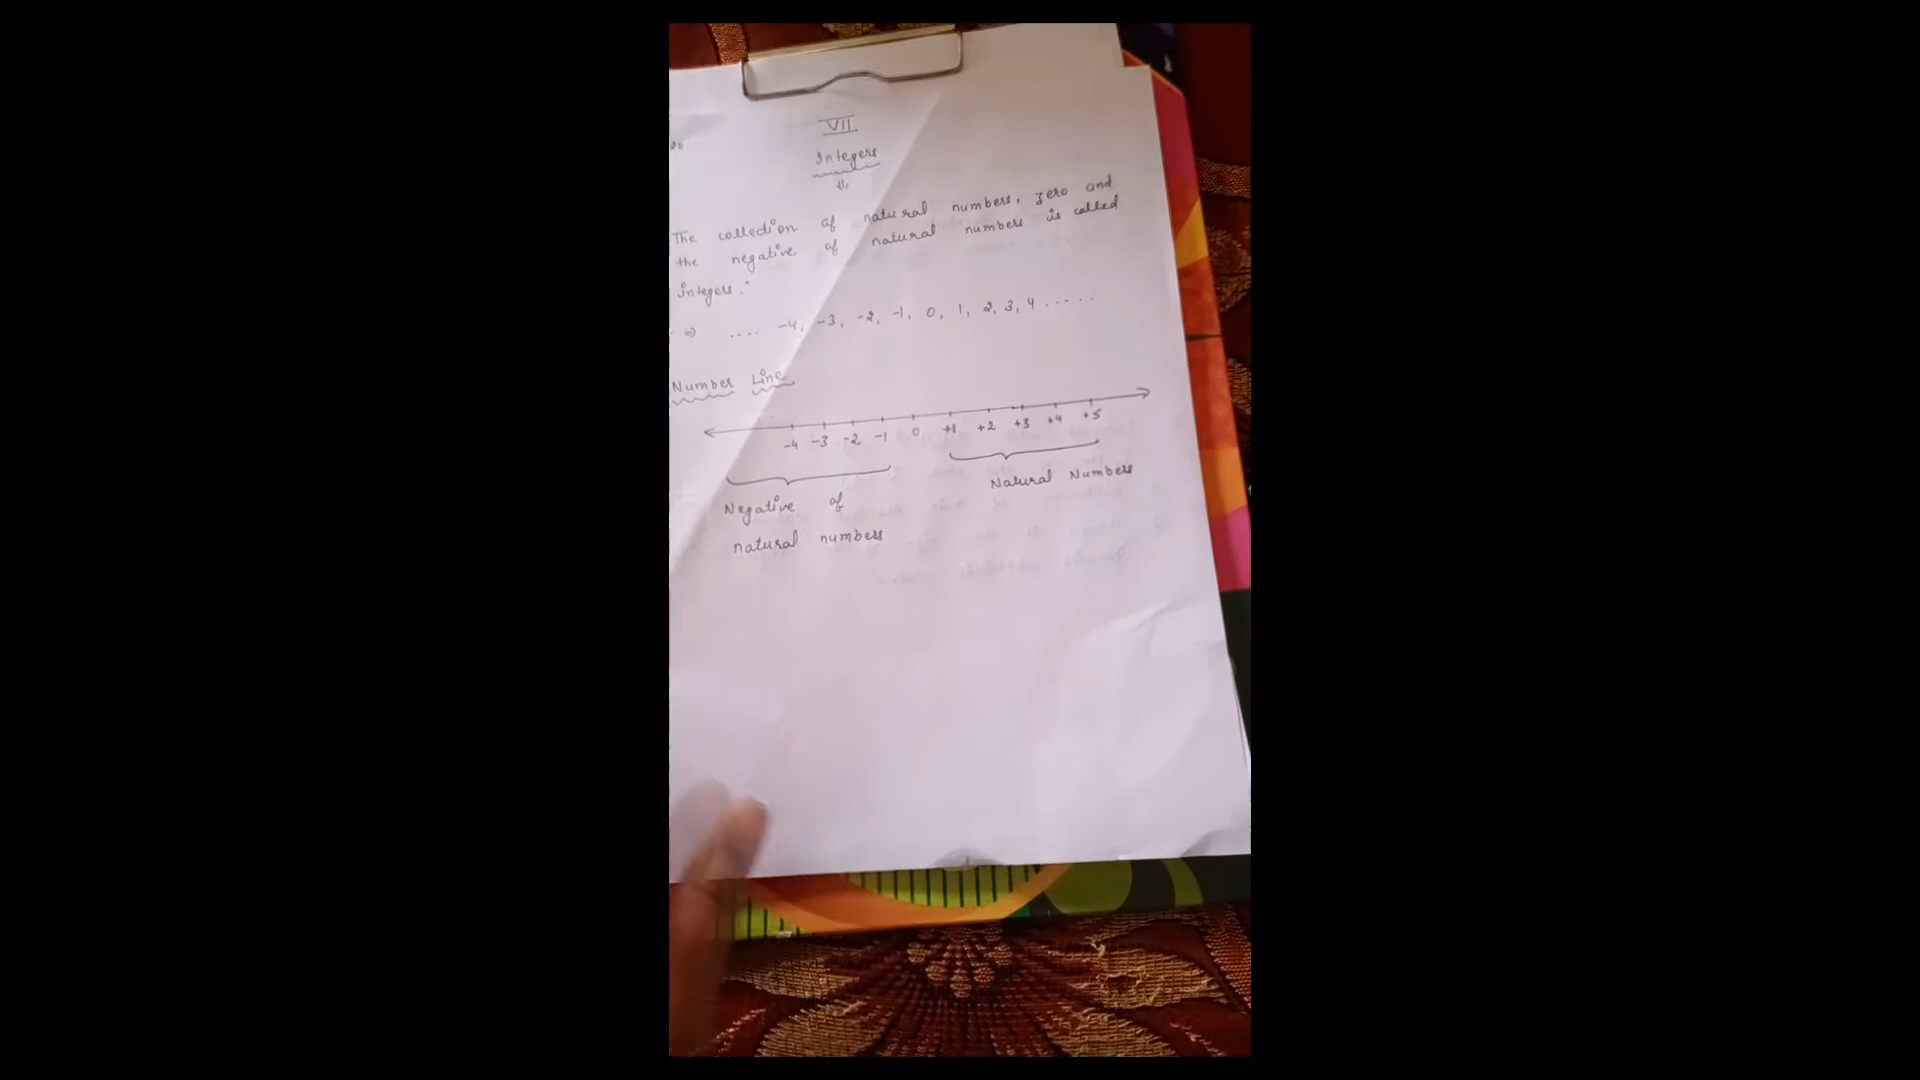 VII
Integers
The collection of natural numbers, zero and
the negative of natural numbers is called
integers."
⇒ .... -4, -3, -2, -1, 0, 1, 2, 3, 4 .....
Number Line
-4 -3 -2 -1 0 +1 +2 +3 +4 +5
Negative of
natural numbers
Natural Numbers